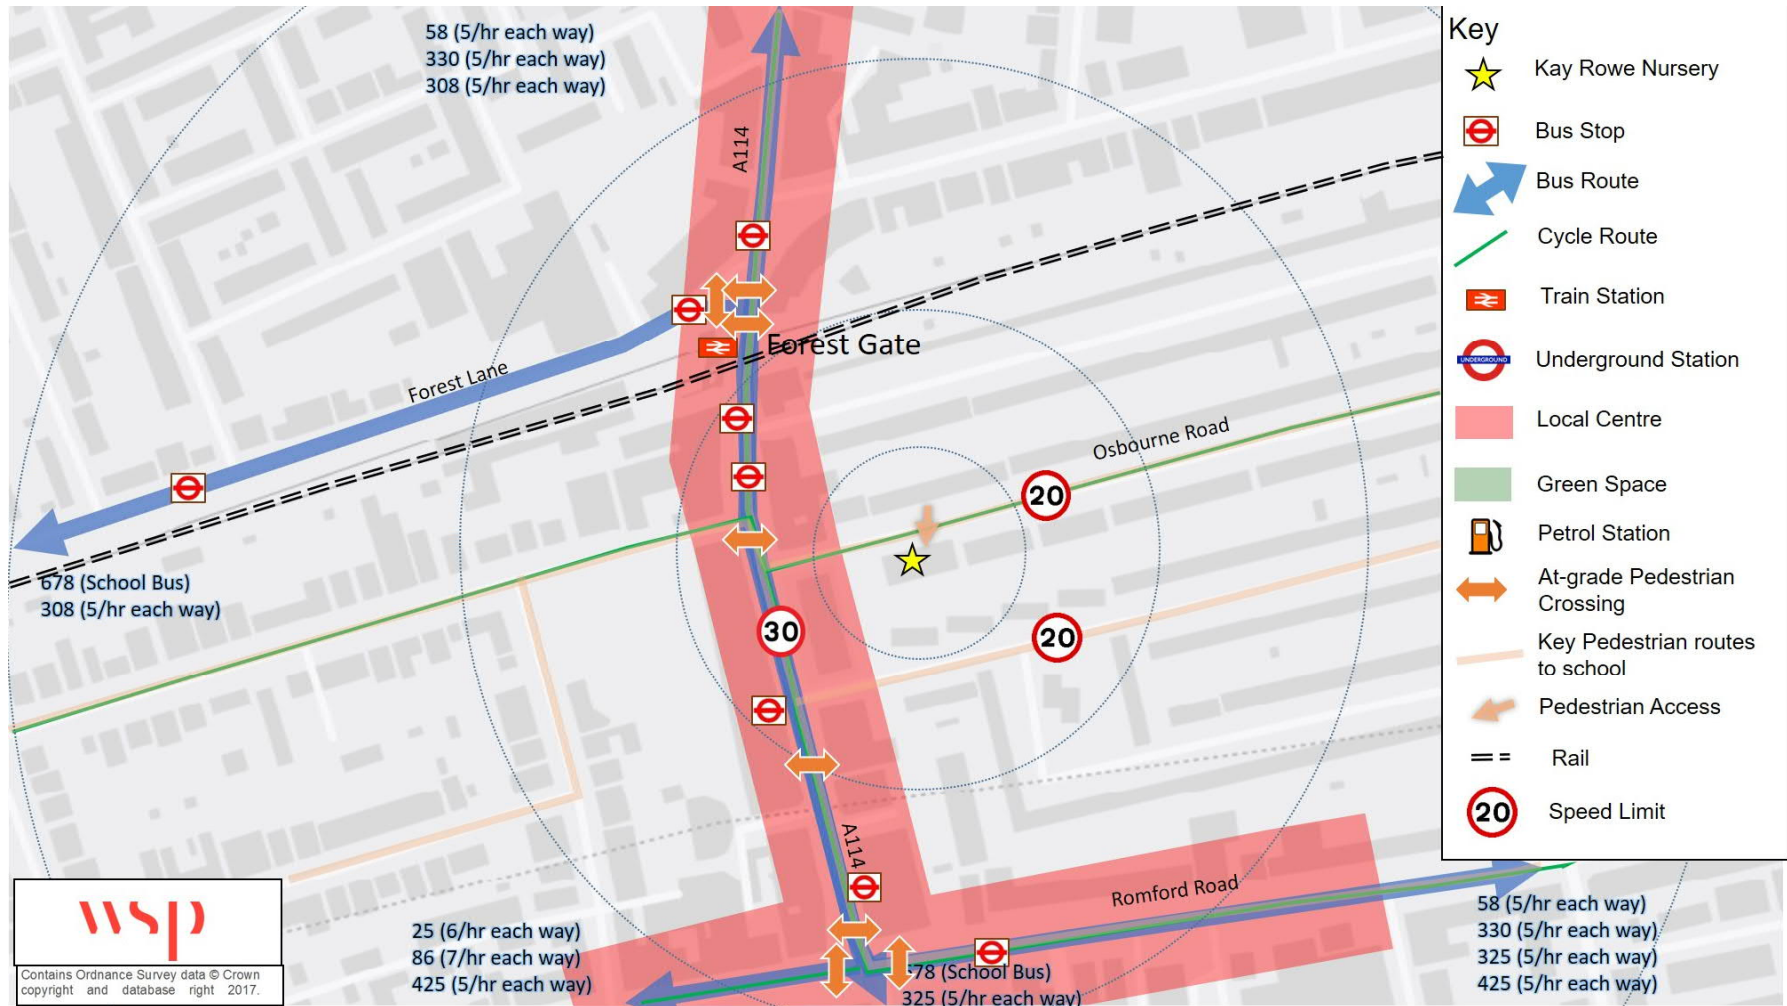 58 (5/hr each way)
330 (5/hr each way)
308 (5/hr each way)
A114
Forest Gate
Forest Lane
Osbourne Road
20
678 (School Bus)
308 (5/hr each way)
30
20
A114
Romford Road
25 (6/hr each way)
86 (7/hr each way)
425 (5/hr each way)
678 (School Bus)
325 (5/hr each way)
58 (5/hr each way)
330 (5/hr each way)
325 (5/hr each way)
425 (5/hr each way)
wsp
Contains Ordnance Survey data © Crown
copyright and database right 2017.
Key
Kay Rowe Nursery
Bus Stop
Bus Route
Cycle Route
Train Station
UNDERGROUND
Underground Station
Local Centre
Green Space
Petrol Station
At-grade Pedestrian
Crossing
Key Pedestrian routes
to school
Pedestrian Access
Rail
20
Speed Limit